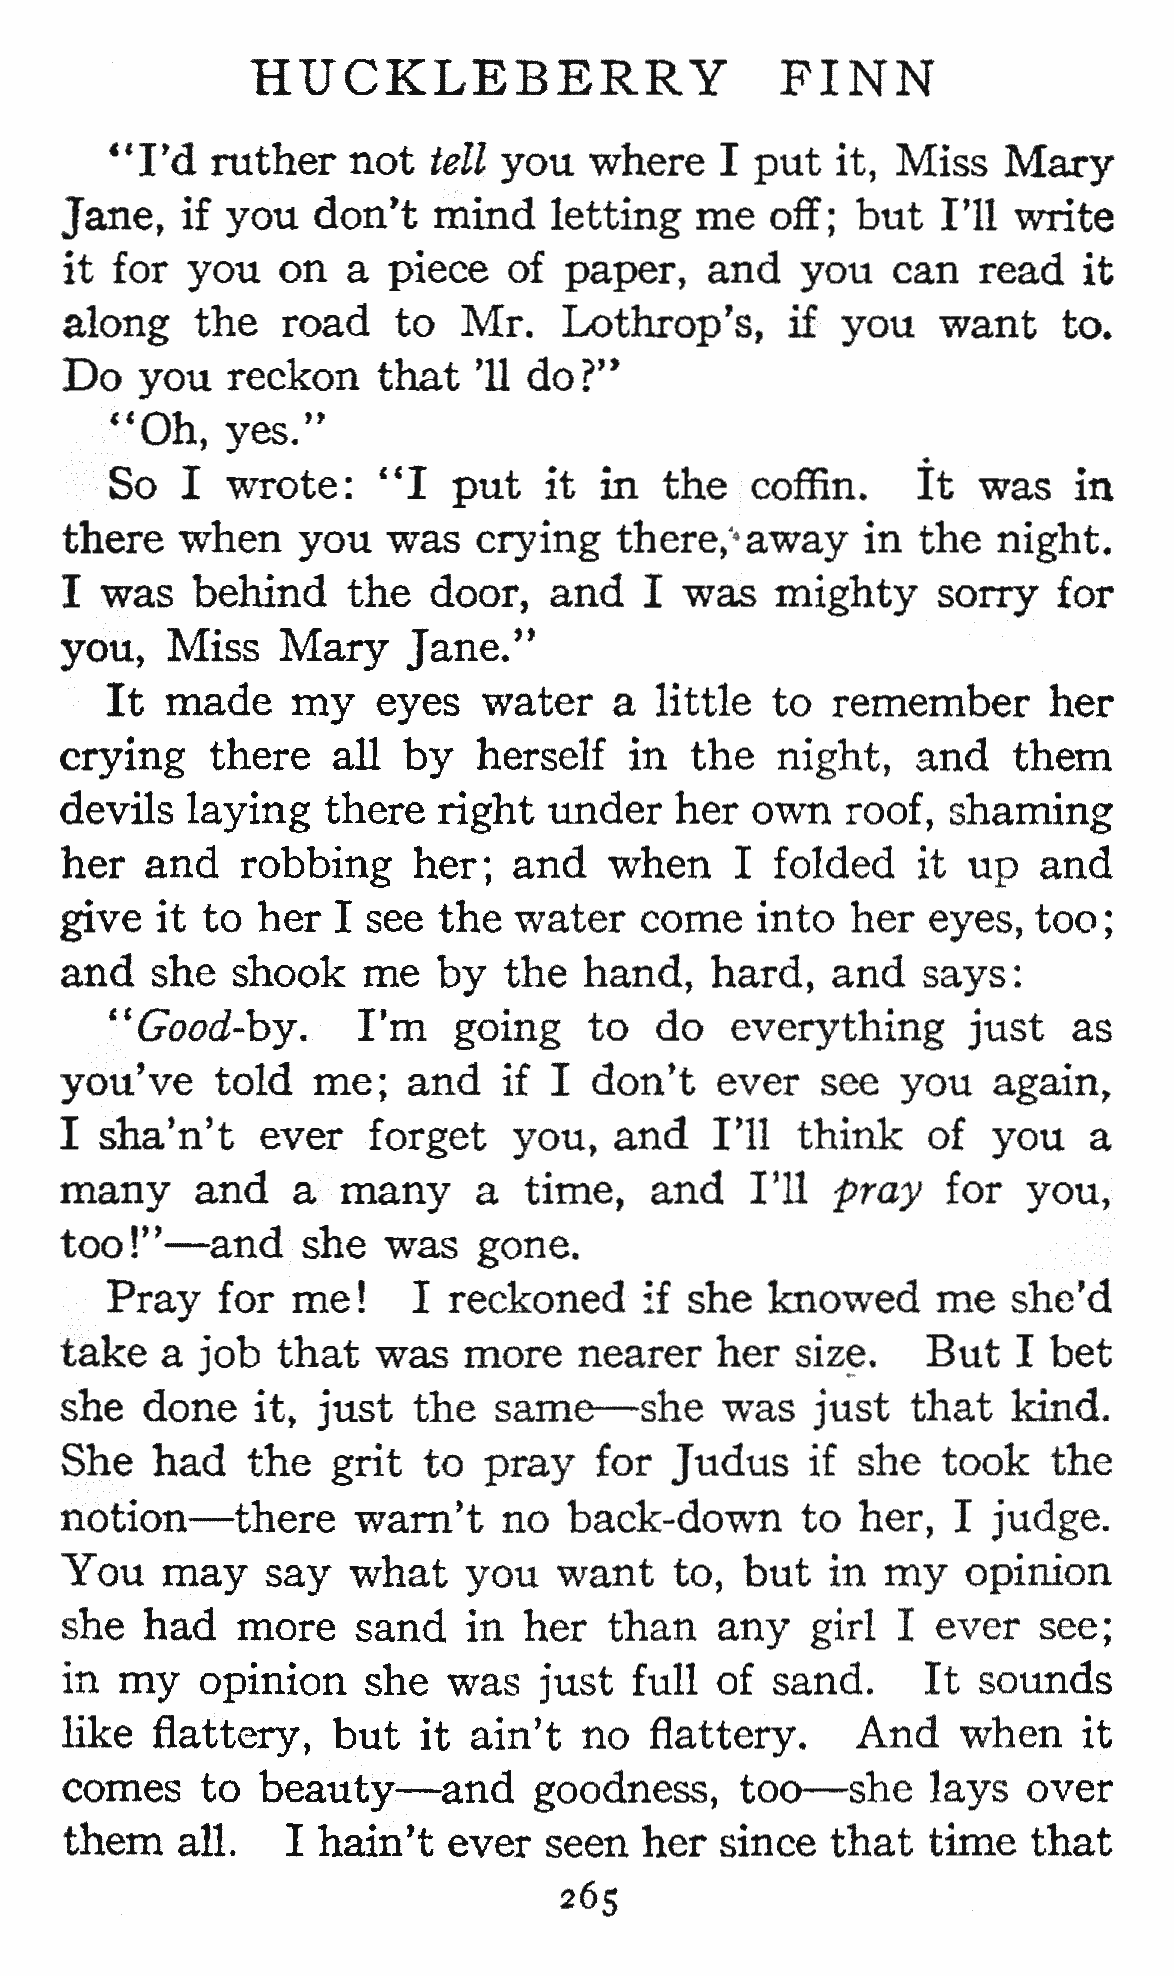 HUCKLEBERRY FINN
“I’d ruther not tell you where I put it, Miss Mary
Jane, if you don’t mind letting me off; but I’ll write
it for you on a piece of paper, and you can read it
along the road to Mr. Lothrop’s, if you want to.
Do you reckon that ’ll do?”
“Oh, yes.”
So I wrote: “I put it in the coffin. It was in
there when you was crying there, away in the night.
I was behind the door, and I was mighty sorry for
you, Miss Mary Jane.”
It made my eyes water a little to remember her
crying there all by herself in the night, and them
devils laying there right under her own roof, shaming
her and robbing her; and when I folded it up and
give it to her I see the water come into her eyes, too;
and she shook me by the hand, hard, and says:
“Good-by. I’m going to do everything just as
you’ve told me; and if I don’t ever see you again,
I sha’n’t ever forget you, and I’ll think of you a
many and a many a time, and I’ll pray for you,
too!”—and she was gone.
Pray for me! I reckoned if she knowed me she’d
take a job that was more nearer her size. But I bet
she done it, just the same—she was just that kind.
She had the grit to pray for Judus if she took the
notion—there warn’t no back-down to her, I judge.
You may say what you want to, but in my opinion
she had more sand in her than any girl I ever see;
in my opinion she was just full of sand. It sounds
like flattery, but it ain’t no flattery. And when it
comes to beauty—and goodness, too—she lays over
them all. I hain’t ever seen her since that time that
265